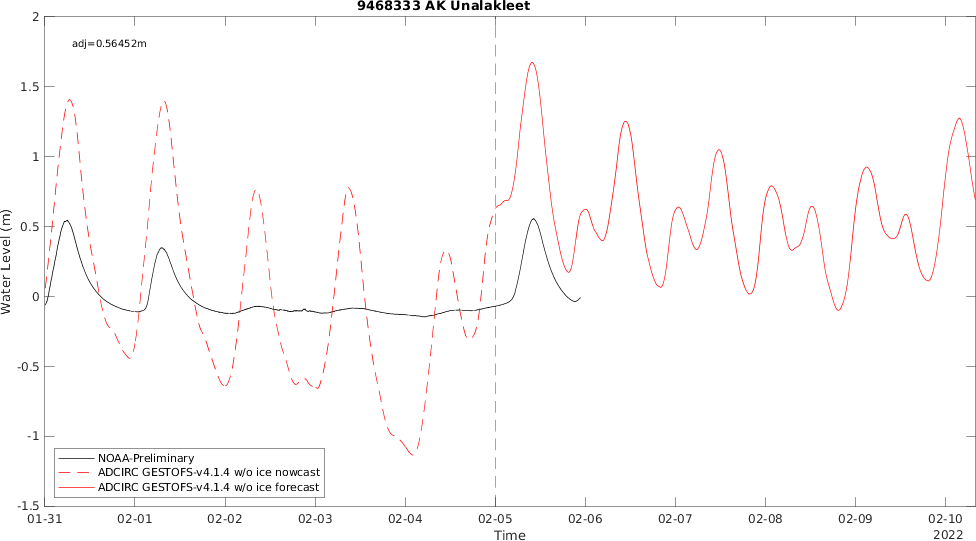 9468333 AK Unalakleet
adj=0.56452m
Water Level (m)
2
1.5
1
0.5
0
-0.5
-1
-1.5
NOAA-Preliminary
ADCIRC GESTOFS-v4.1.4 w/o ice nowcast
ADCIRC GESTOFS-v4.1.4 w/o ice forecast
01-31 02-01 02-02 02-03 02-04 02-05 02-06 02-07 02-08 02-09 02-10
Time
2022